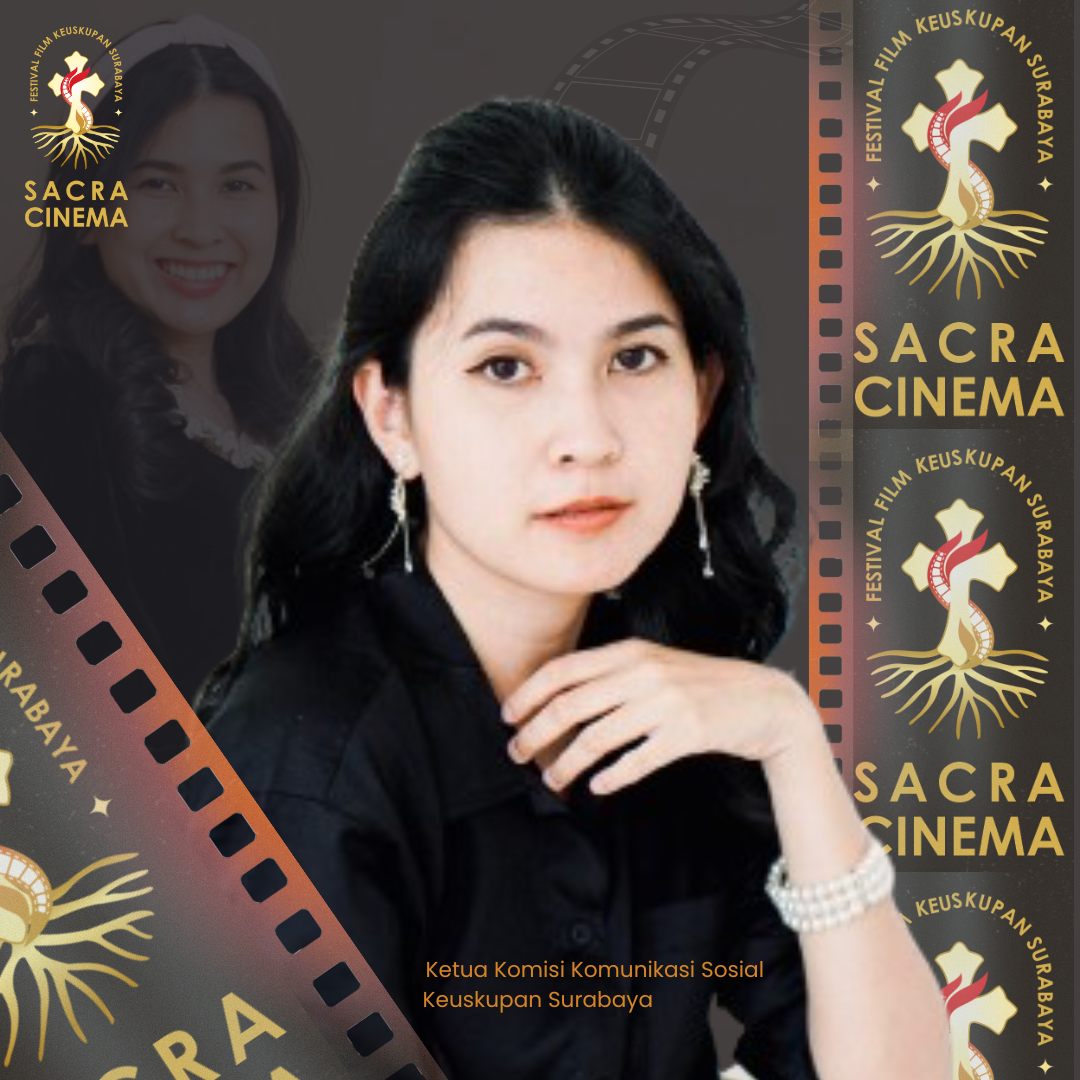 FESTIVAL FILM KEUSKUPAN SURABAYA
SACRA
CINEMA
FESTIVAL FILM KEUSKUPAN SURABAYA
SACRA
CINEMA
FESTIVAL FILM KEUSKUPAN SURABAYA
SACRA
CINEMA
KEUSKUPAN SURABAYA
URABAYA
CRA
Ketua Komisi Komunikasi Sosial
Keuskupan Surabaya